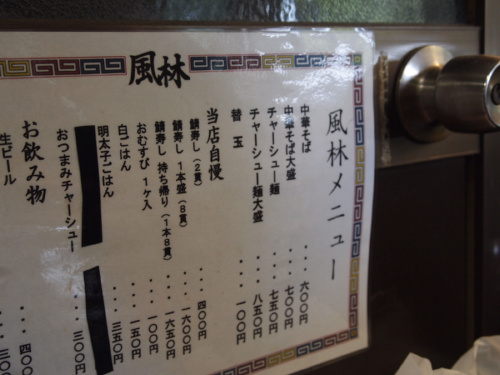 風林
風林メニュー
中華そば ・・・六〇〇円
中華そば大盛 ・・七〇〇円
チャーシュー麺 ・・七五〇円
チャーシュー麺大盛 ・・八五〇円
替玉 ・・・一〇〇円
当店自慢
鯖寿し(2貫) ・・四〇〇円
鯖寿し 1本盛(8貫) ・・一六五〇円
鯖寿し 持ち帰り(1本8貫) ・・一六五〇円
おむすび 1ヶ入 ・・・一〇〇円
白ごはん ・・・一五〇円
明太子ごはん ・・三五〇円
おつまみチャーシュー ・・三〇〇円
お飲み物
生ビール ・・四〇〇
三〇〇